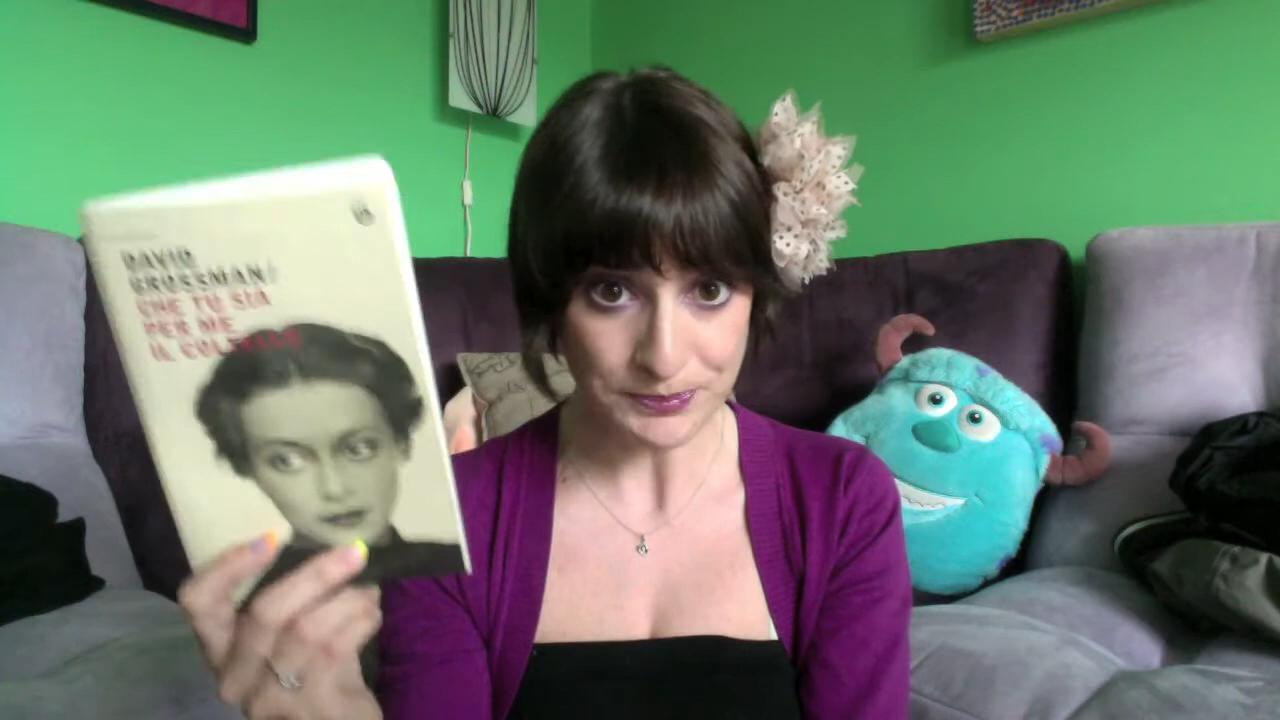 DAVID
GROSSMAN/
CHE TU SIA
PER ME
IL COLTELLO